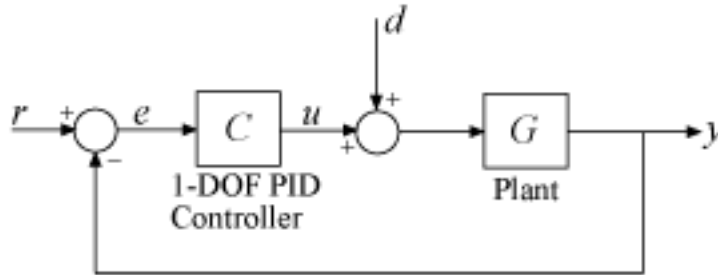 d
r + e C u + + G y
−
1-DOF PID
Controller
Plant